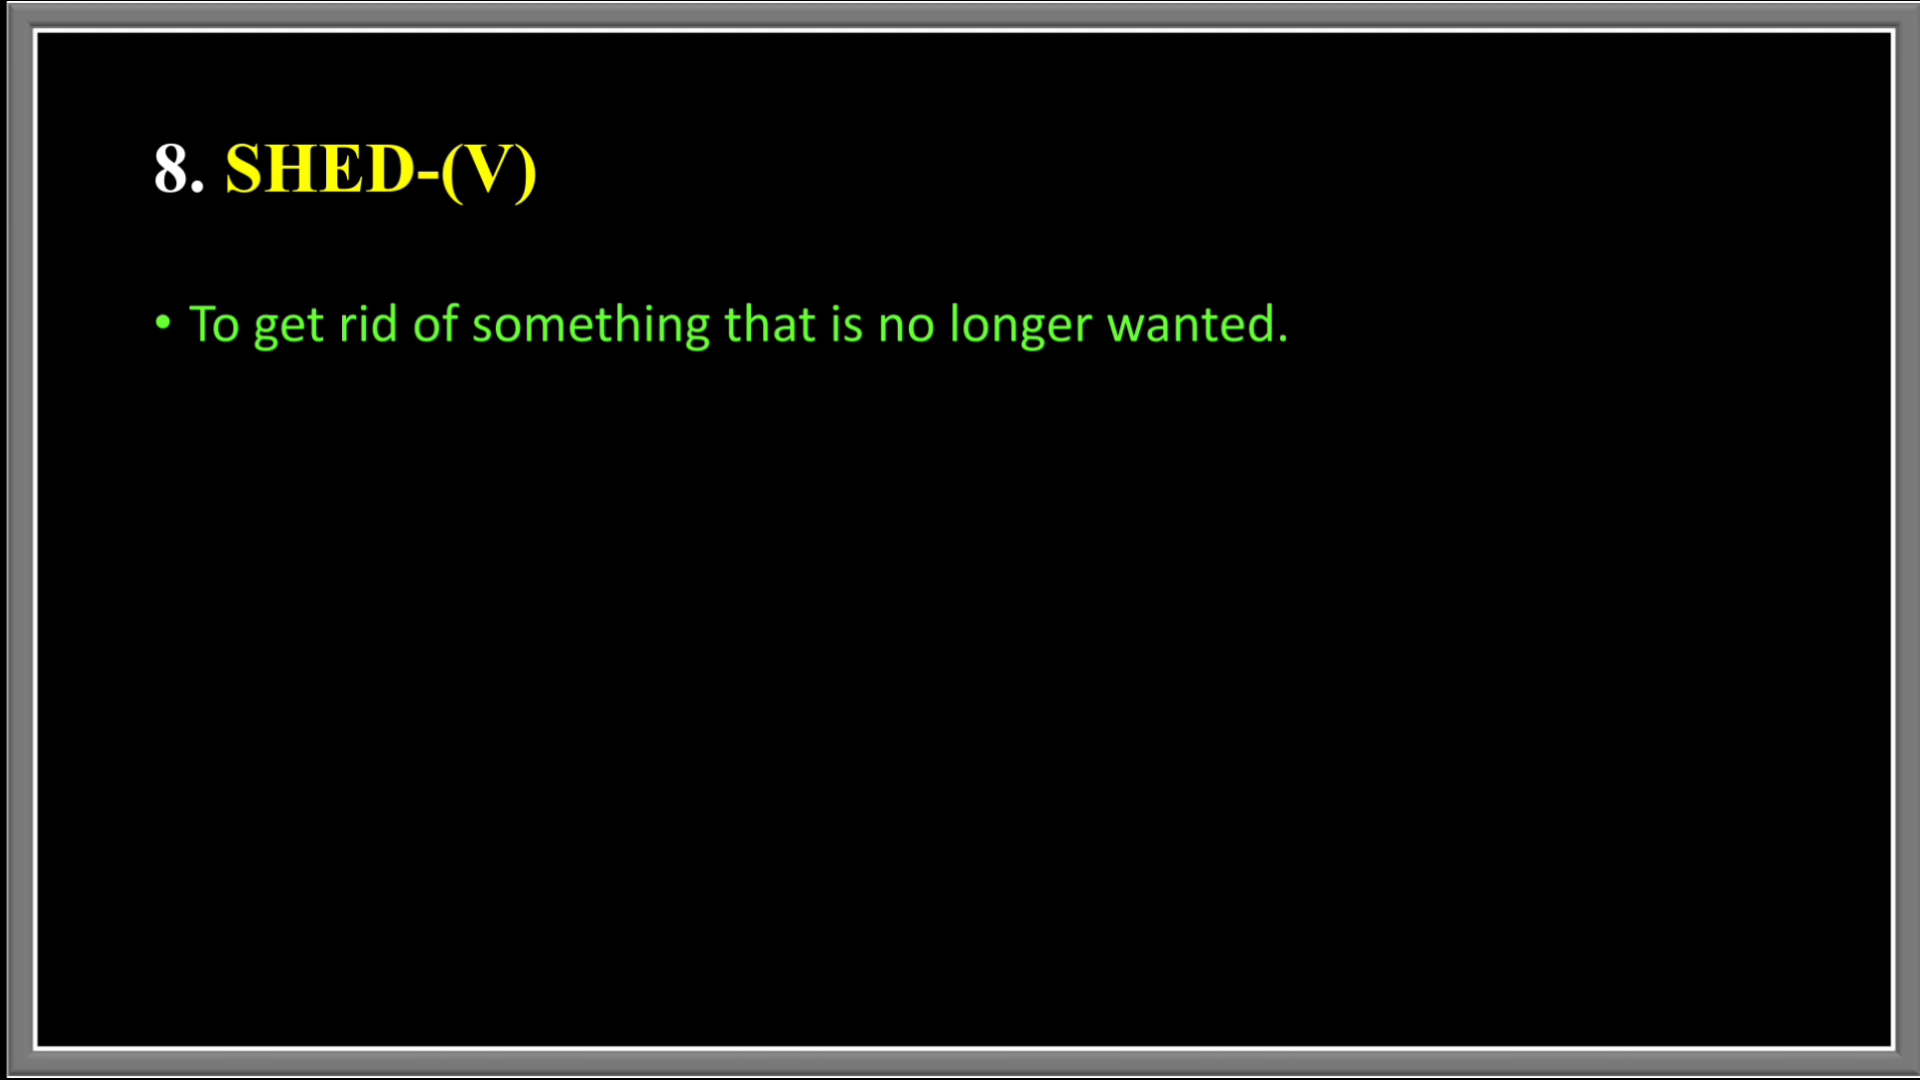 8. SHED-(V)
• To get rid of something that is no longer wanted.